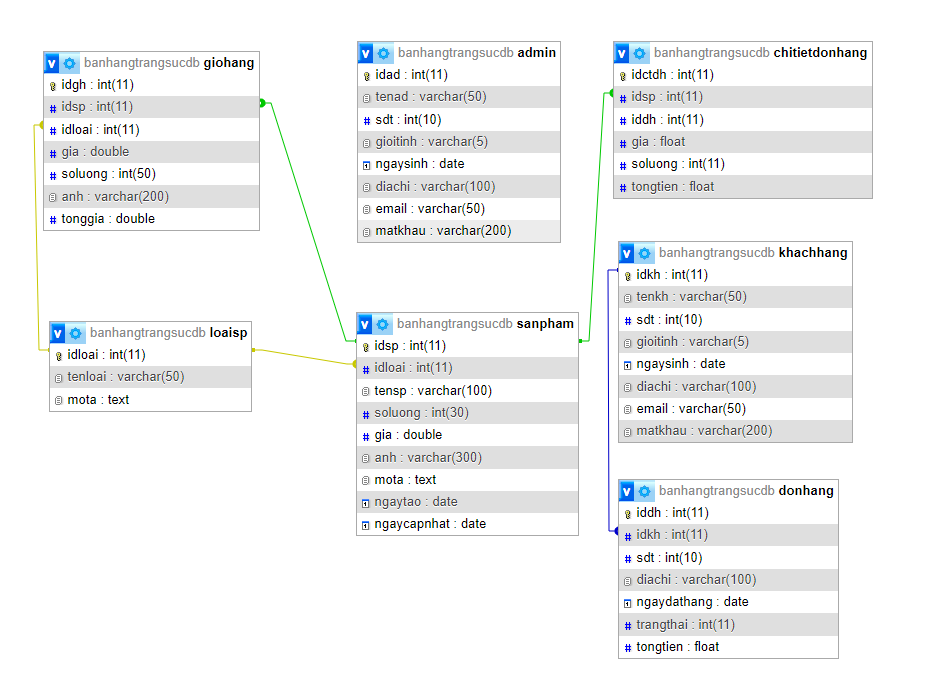 banhangtrangsucdb giohang
idgh : int(11)
idsp : int(11)
idloai : int(11)
gia : double
soluong : int(50)
anh : varchar(200)
tonggia : double
banhangtrangsucdb admin
idad : int(11)
tenad : varchar(50)
sdt : int(10)
gioitinh : varchar(5)
ngaysinh : date
diachi : varchar(100)
email : varchar(50)
matkhau : varchar(200)
banhangtrangsucdb chitietdonhang
idctdh : int(11)
idsp : int(11)
iddh : int(11)
gia : float
soluong : int(11)
tongtien : float
banhangtrangsucdb khachhang
idkh : int(11)
tenkh : varchar(50)
sdt : int(10)
gioitinh : varchar(5)
ngaysinh : date
diachi : varchar(100)
email : varchar(50)
matkhau : varchar(200)
banhangtrangsucdb loaisp
idloai : int(11)
tenloai : varchar(50)
mota : text
banhangtrangsucdb sanpham
idsp : int(11)
idloai : int(11)
tensp : varchar(100)
soluong : int(30)
gia : double
anh : varchar(300)
mota : text
ngaytao : date
ngaycapnhat : date
banhangtrangsucdb donhang
iddh : int(11)
idkh : int(11)
sdt : int(10)
diachi : varchar(100)
ngaydathang : date
trangthai : int(11)
tongtien : float